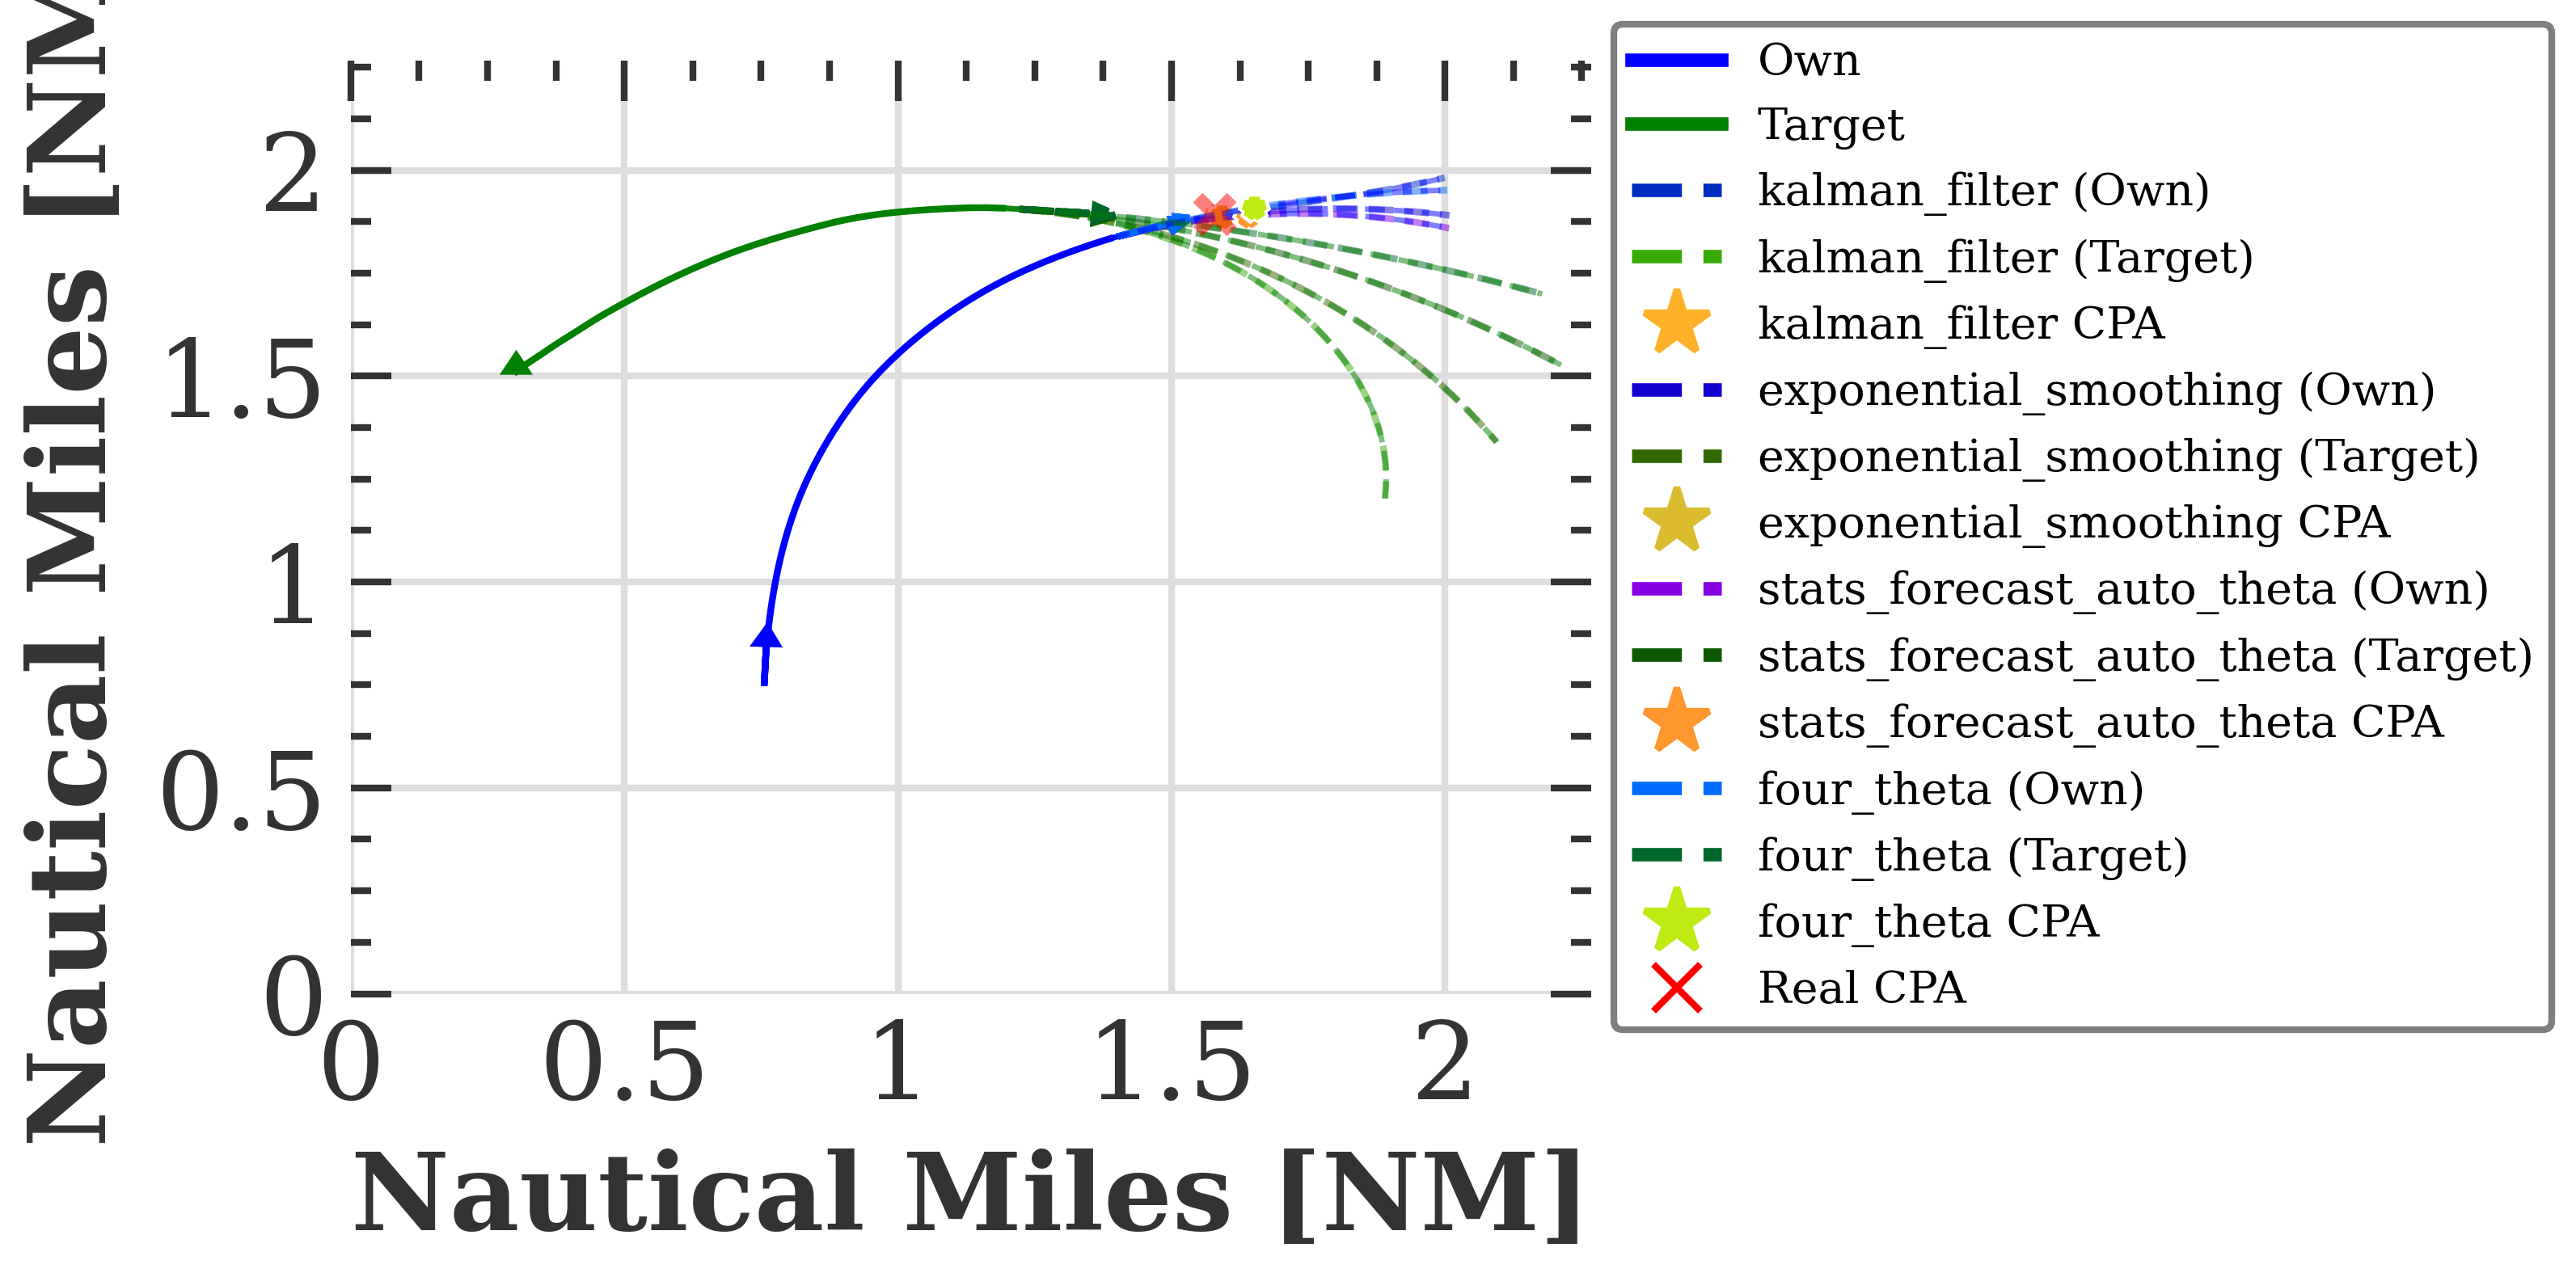 Nautical Miles [NM
2
1.5
1
0.5
0
0 0.5 1 1.5 2
Nautical Miles [NM]
Own
Target
kalman_filter (Own)
kalman_filter (Target)
kalman_filter CPA
exponential_smoothing (Own)
exponential_smoothing (Target)
exponential_smoothing CPA
stats_forecast_auto_theta (Own)
stats_forecast_auto_theta (Target)
stats_forecast_auto_theta CPA
four_theta (Own)
four_theta (Target)
four_theta CPA
Real CPA